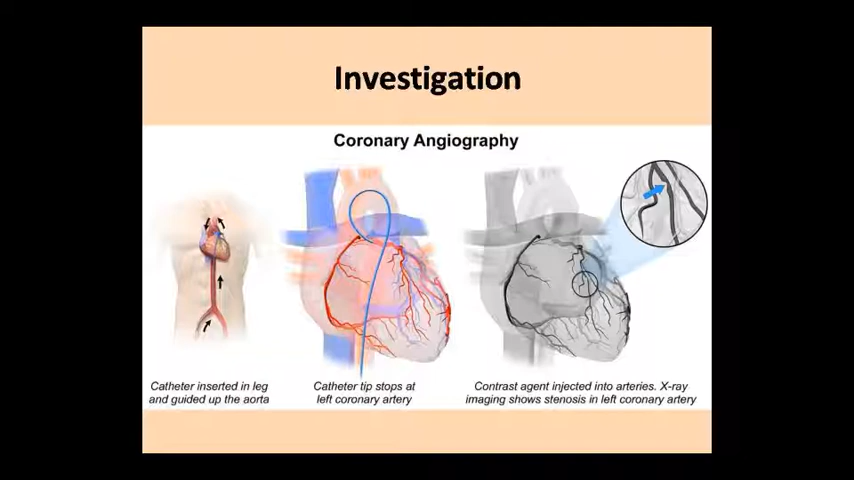 Investigation
Coronary Angiography
Catheter inserted in leg
and guided up the aorta
Catheter tip stops at
left coronary artery
Contrast agent injected into arteries. X-ray
imaging shows stenosis in left coronary artery